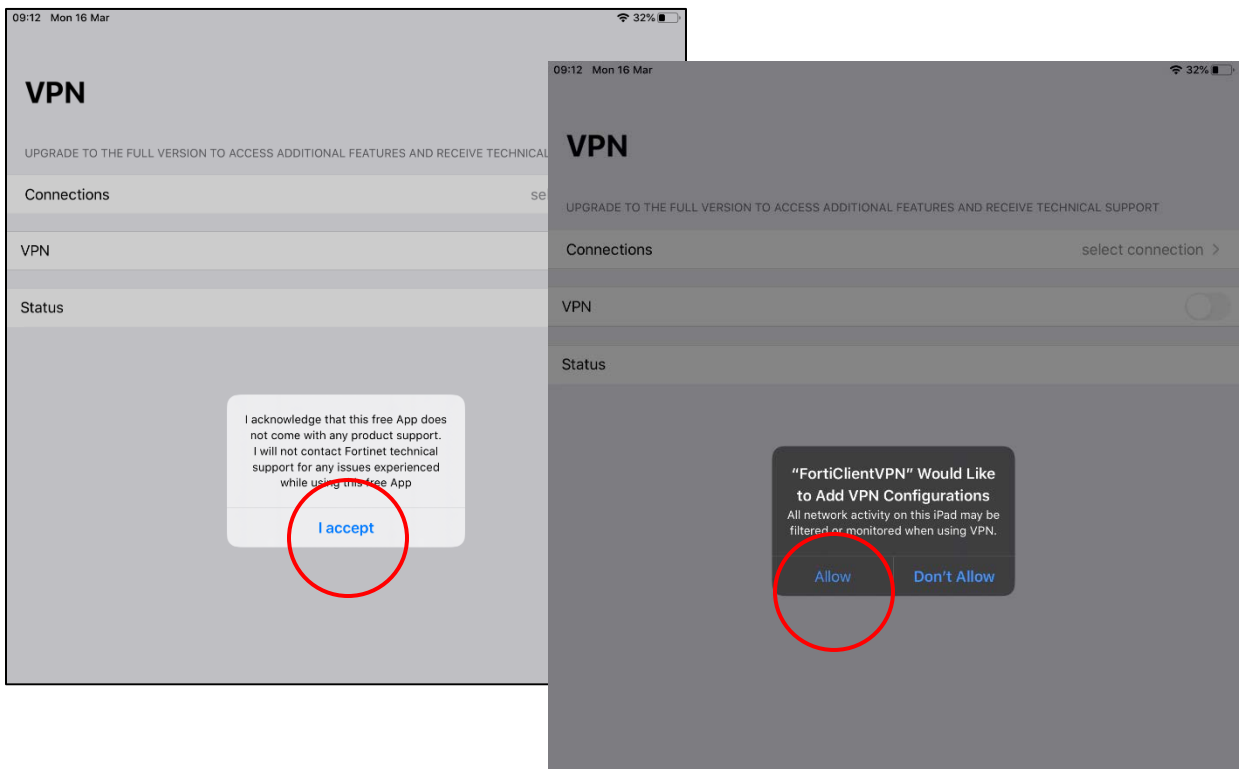 09:12 Mon 16 Mar
32%
VPN
UPGRADE TO THE FULL VERSION TO ACCESS ADDITIONAL FEATURES AND RECEIVE TECHNICAL
Connections
se
VPN
Status
I acknowledge that this free App does
not come with any product support.
I will not contact Fortinet technical
support for any issues experienced
while using this free App
I accept
09:12 Mon 16 Mar
32%
VPN
UPGRADE TO THE FULL VERSION TO ACCESS ADDITIONAL FEATURES AND RECEIVE TECHNICAL SUPPORT
Connections
select connection >
VPN
Status
“FortiClientVPN” Would Like
to Add VPN Configurations
All network activity on this iPad may be
filtered or monitored when using VPN.
Allow
Don’t Allow